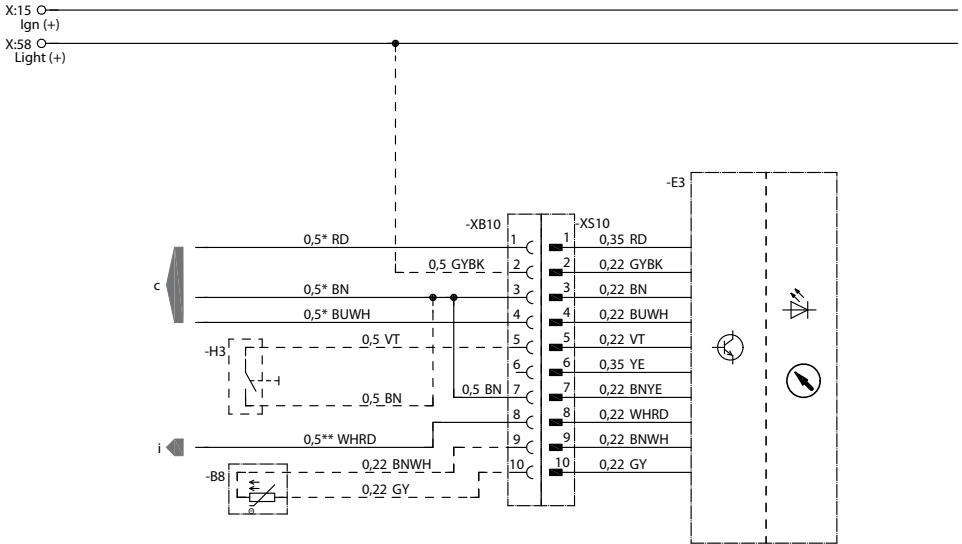 X:15
Ign (+)
X:58
Light (+)
-E3
-XB10
-XS10
0,5* RD
1
1
0,35 RD
0,5 GYBK
2
2
0,22 GYBK
c
0,5* BN
3
3
0,22 BN
0,5* BUWH
4
4
0,22 BUWH
-H3
0,5 VT
5
5
0,22 VT
6
6
0,35 YE
0,5 BN
0,5 BN
7
7
0,22 BNYE
8
8
0,22 WHRD
i
0,5** WHRD
9
9
0,22 BNWH
-B8
0,22 BNWH
10
10
0,22 GY
0,22 GY